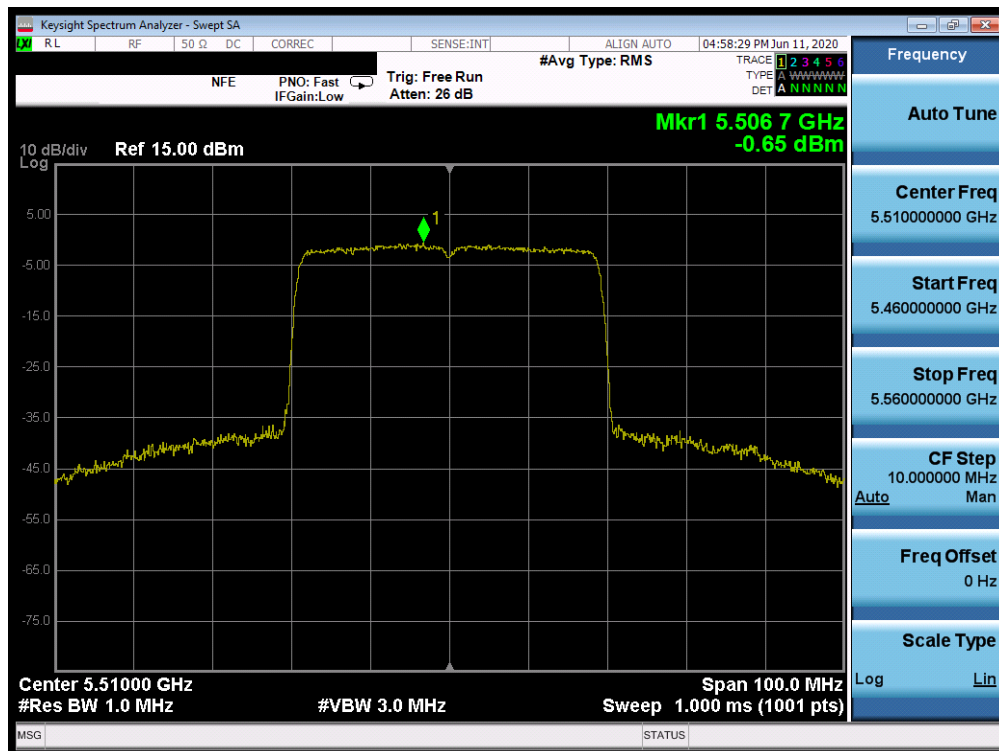 Keysight Spectrum Analyzer - Swept SA
LXI RL RF 50 Ω DC CORREC SENSE:INT ALIGN AUTO 04:58:29 PM Jun 11, 2020
Frequency
#Avg Type: RMS
TRACE 1 2 3 4 5 6
NFE
PNO: Fast
Trig: Free Run
TYPE A WWWWWW
IFGain:Low
Atten: 26 dB
DET A N N N N N
Auto Tune
Mkr1 5.506 7 GHz
-0.65 dBm
10 dB/div
Ref 15.00 dBm
Log
Center Freq
5.510000000 GHz
1
5.00
-5.00
Start Freq
5.460000000 GHz
-15.0
-25.0
Stop Freq
5.560000000 GHz
-35.0
-45.0
CF Step
10.000000 MHz
Auto Man
-55.0
Freq Offset
0 Hz
-65.0
-75.0
Scale Type
Log Lin
Center 5.51000 GHz
Span 100.0 MHz
#Res BW 1.0 MHz
#VBW 3.0 MHz
Sweep 1.000 ms (1001 pts)
MSG
STATUS